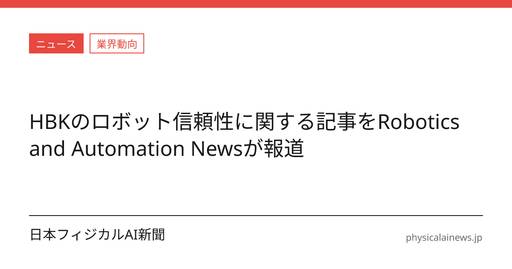 ニュース
業界動向
HBKのロボット信頼性に関する記事をRobotics
and Automation Newsが報道
日本フィジカルAI新聞
physicalainews.jp